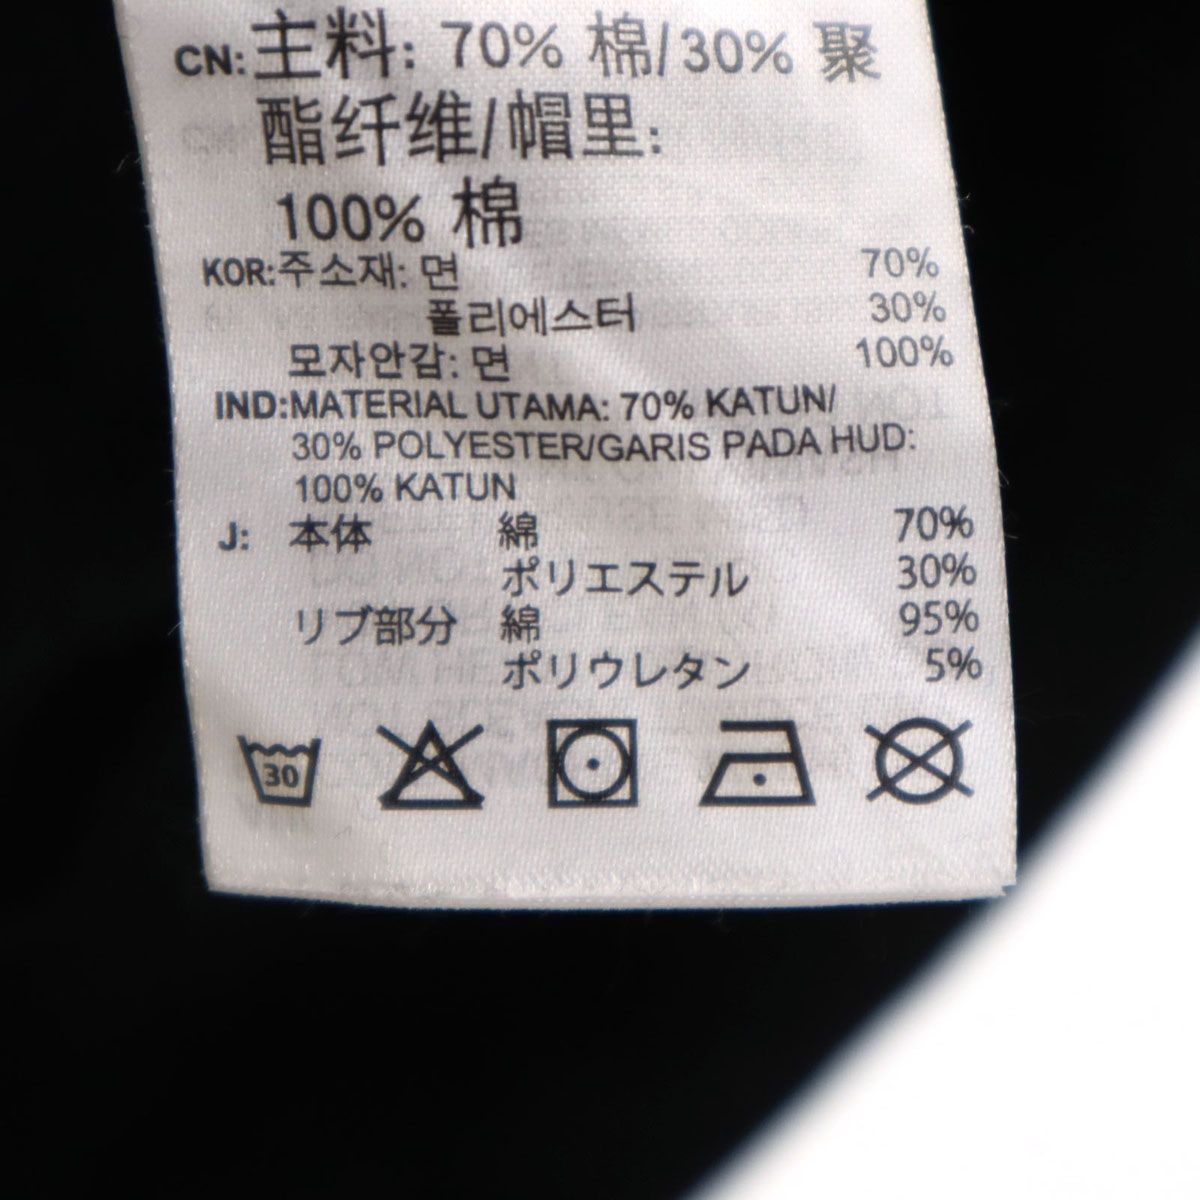 CN:主料: 70% 棉/30% 聚
酯纤维/帽里:
100% 棉
KOR:주소재: 면 70%
폴리에스터 30%
모자안감: 면 100%
IND:MATERIAL UTAMA: 70% KATUN/
30% POLYESTER/GARIS PADA HUD:
100% KATUN
J: 本体 綿 70%
ポリエステル 30%
リブ部分 綿 95%
ポリウレタン 5%
30